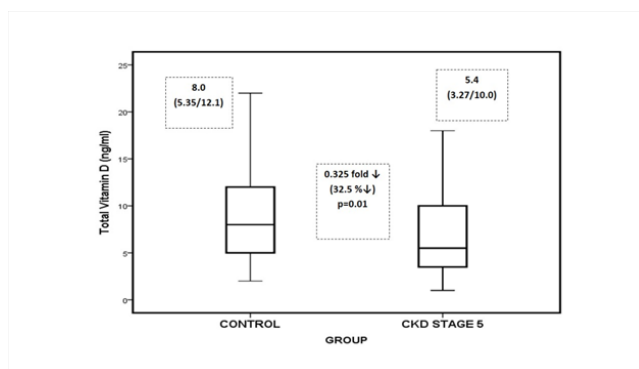 25
20
15
10
5
0
Total Vitamin D (ng/ml)
8.0
(5.35/12.1)
0.325 fold ↓
(32.5 %↓)
p=0.01
5.4
(3.27/10.0)
CONTROL
CKD STAGE 5
GROUP